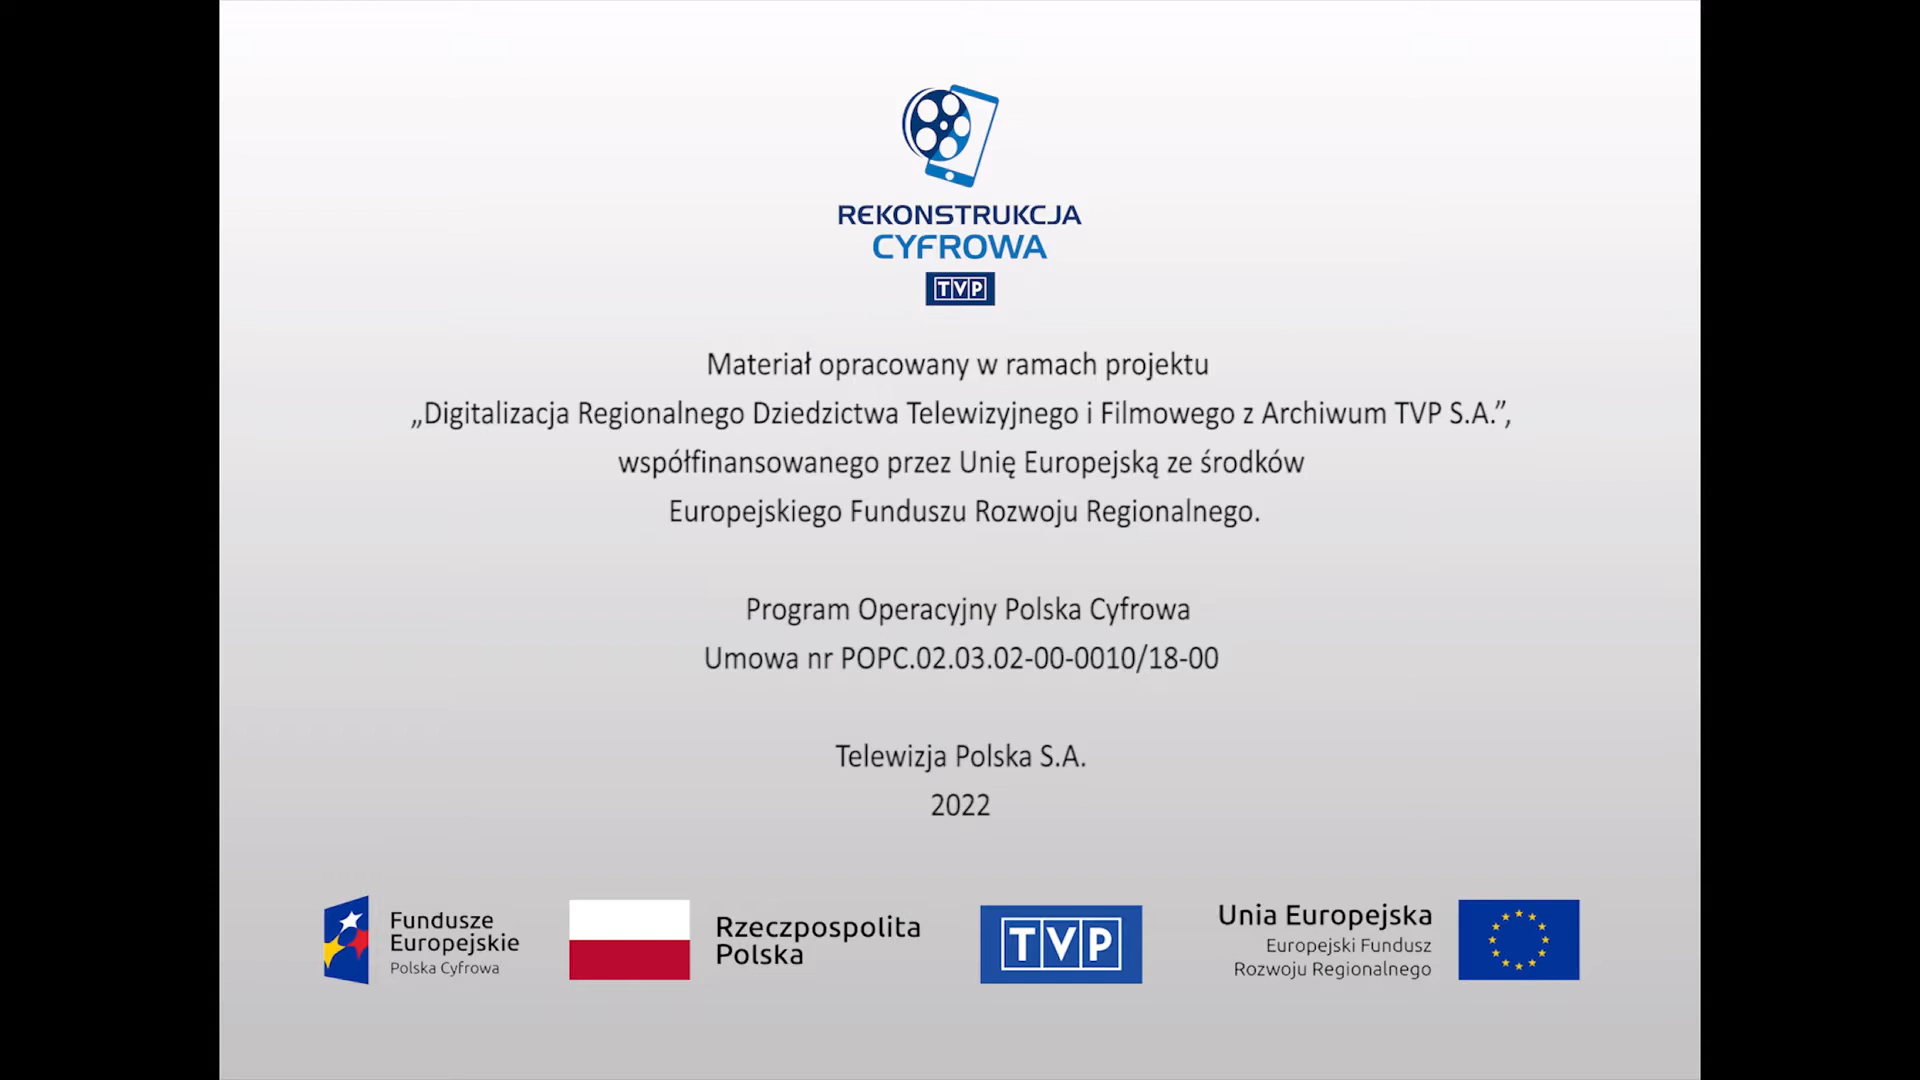 REKONSTRUKCJA
CYFROWA
TVP
Materiał opracowany w ramach projektu
„Digitalizacja Regionalnego Dziedzictwa Telewizyjnego i Filmowego z Archiwum TVP S.A.”,
współfinansowanego przez Unię Europejską ze środków
Europejskiego Funduszu Rozwoju Regionalnego.
Program Operacyjny Polska Cyfrowa
Umowa nr POPC.02.03.02-00-0010/18-00
Telewizja Polska S.A.
2022
Fundusze
Europejskie
Polska Cyfrowa
Rzeczpospolita
Polska
TVP
Unia Europejska
Europejski Fundusz
Rozwoju Regionalnego